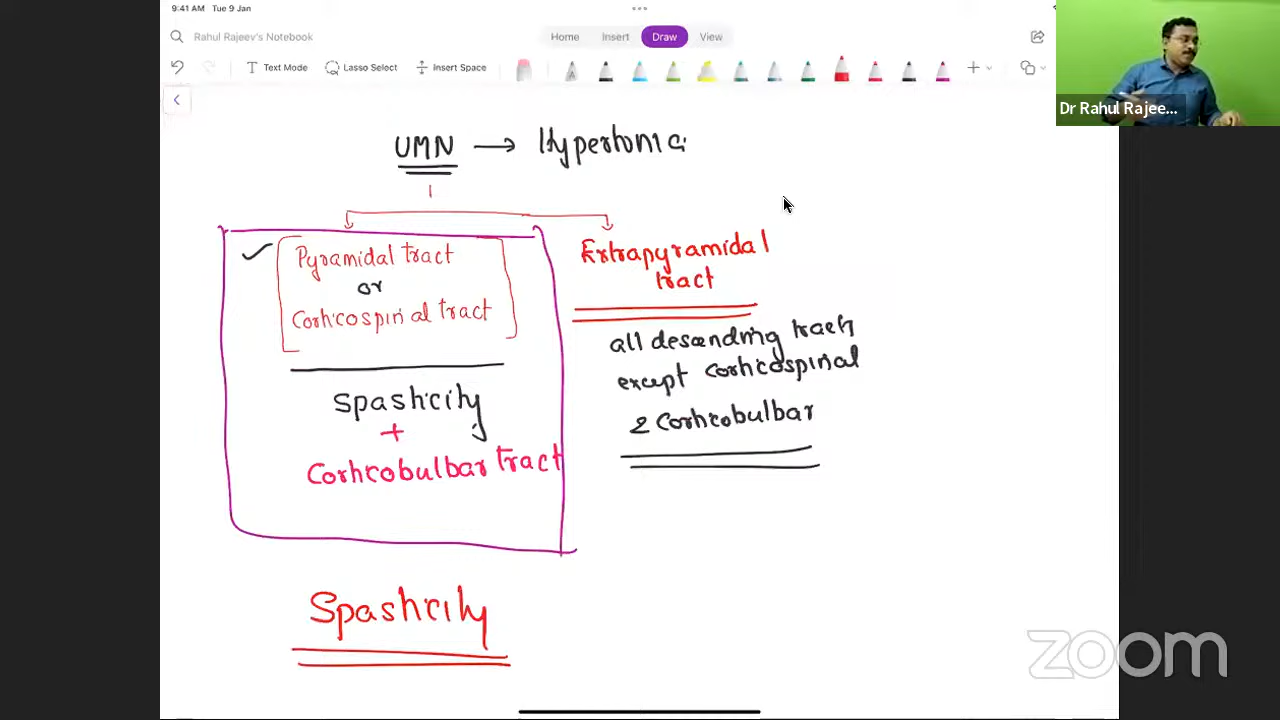 9:41 AM Tue 9 Jan
Rahul Rajeev's Notebook
Home Insert Draw View
Text Mode Lasso Select Insert Space
Dr Rahul Rajee...
UMN → Hypertonia
Pyramidal tract
or
Corticospinal tract
Spasticity
+
Corticobulbar tract
Extrapyramidal
tract
all descending tracts
except corticospinal
& Corticobulbar
Spasticity
zoom